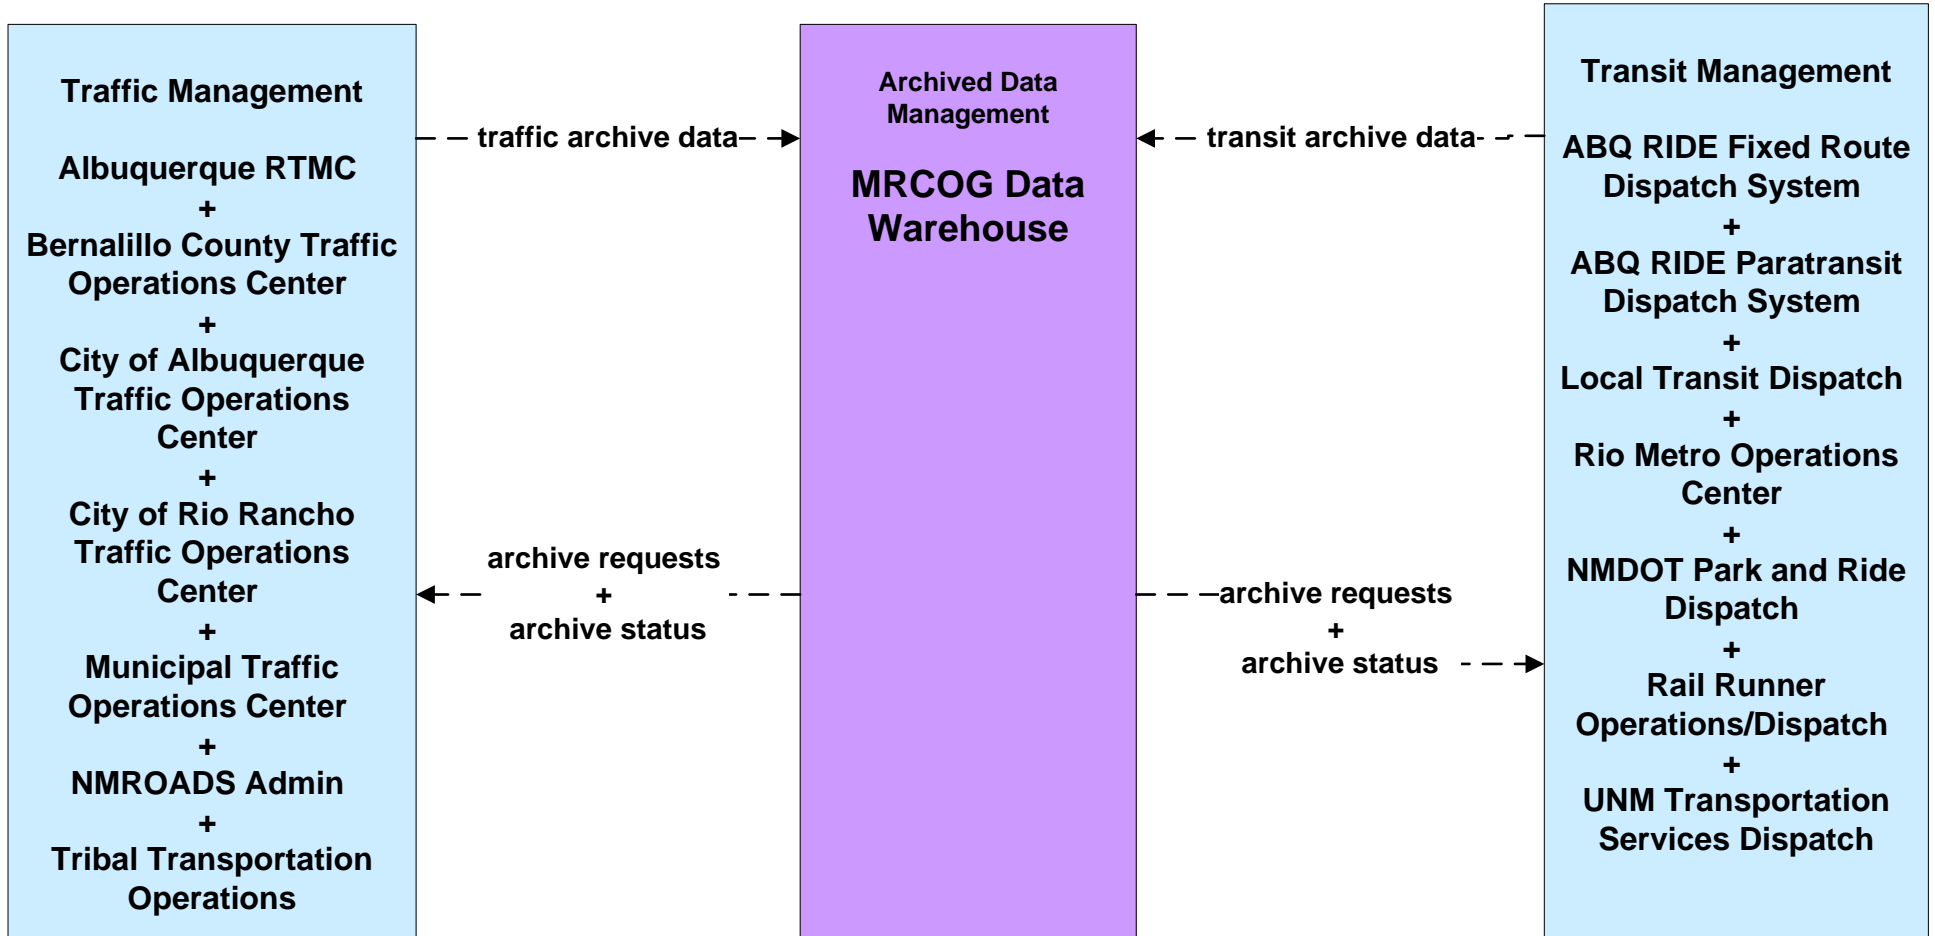 Traffic Management
Albuquerque RTMC
+
Bernalillo County Traffic
Operations Center
+
City of Albuquerque
Traffic Operations
Center
+
City of Rio Rancho
Traffic Operations
Center
+
Municipal Traffic
Operations Center
+
NMROADS Admin
+
Tribal Transportation
Operations
traffic archive data
archive requests
+
archive status
Archived Data
Management
MRCOG Data
Warehouse
transit archive data
archive requests
+
archive status
Transit Management
ABQ RIDE Fixed Route
Dispatch System
+
ABQ RIDE Paratransit
Dispatch System
+
Local Transit Dispatch
+
Rio Metro Operations
Center
+
NMDOT Park and Ride
Dispatch
+
Rail Runner
Operations/Dispatch
+
UNM Transportation
Services Dispatch